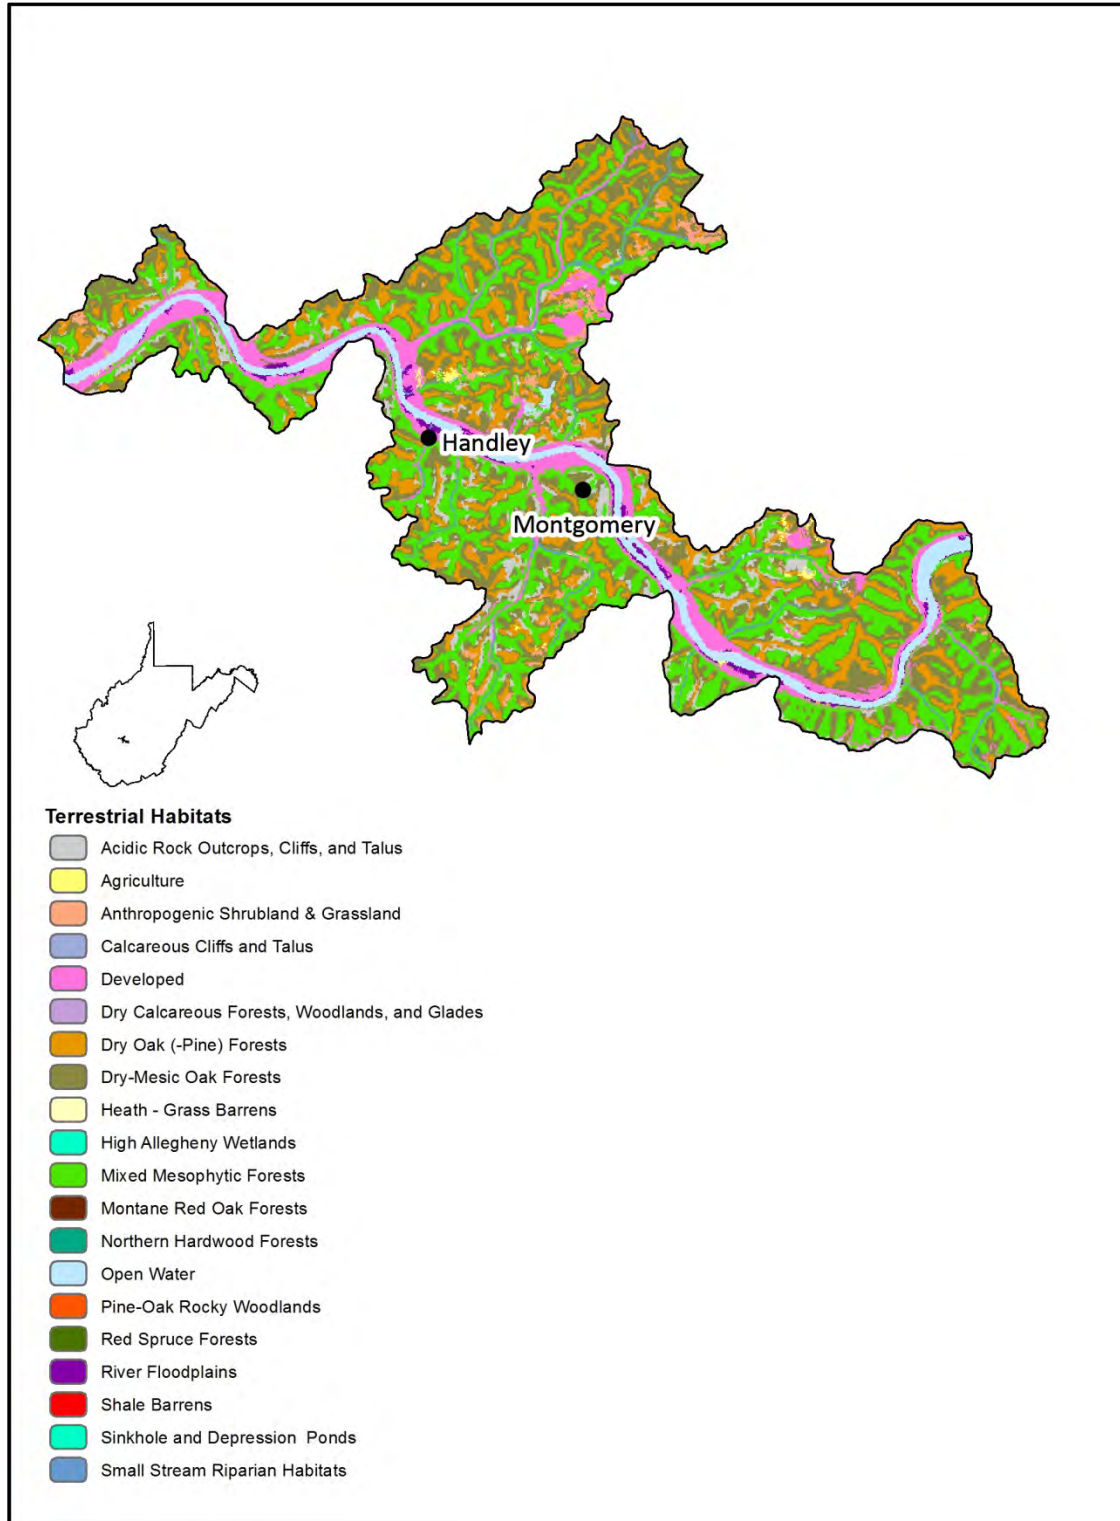 Handley
Montgomery
Terrestrial Habitats
Acidic Rock Outcrops, Cliffs, and Talus
Agriculture
Anthropogenic Shrubland & Grassland
Calcareous Cliffs and Talus
Developed
Dry Calcareous Forests, Woodlands, and Glades
Dry Oak (-Pine) Forests
Dry-Mesic Oak Forests
Heath - Grass Barrens
High Allegheny Wetlands
Mixed Mesophytic Forests
Montane Red Oak Forests
Northern Hardwood Forests
Open Water
Pine-Oak Rocky Woodlands
Red Spruce Forests
River Floodplains
Shale Barrens
Sinkhole and Depression Ponds
Small Stream Riparian Habitats